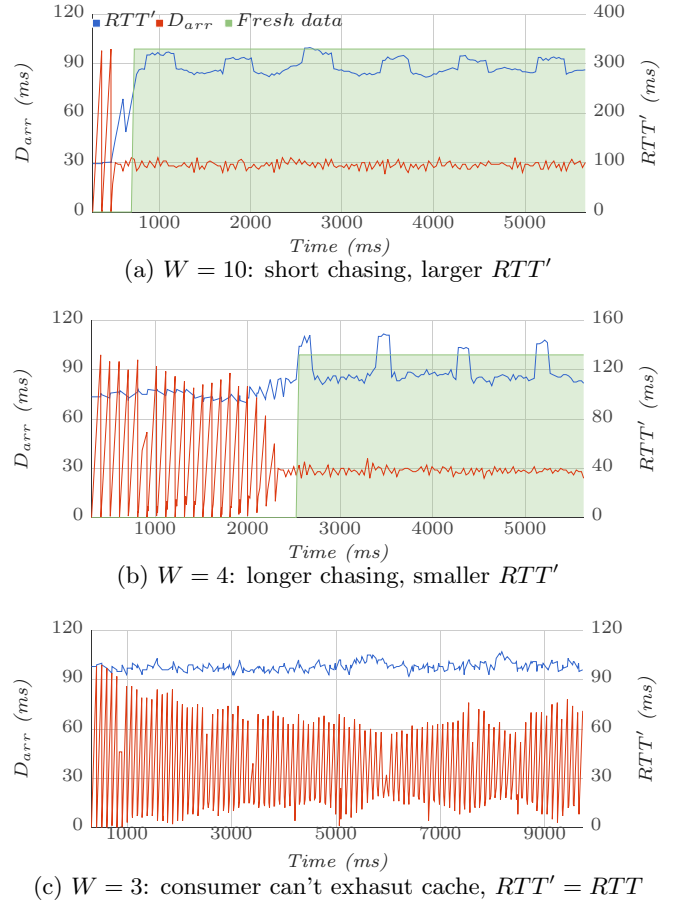 RTT′ D_arr Fresh data
120 400
90 300
60 200
30 100
0 0
D_arr (ms)
RTT′ (ms)
1000 2000 3000 4000 5000
Time (ms)
(a) W = 10: short chasing, larger RTT′
120 160
90 120
60 80
30 40
0 0
D_arr (ms)
RTT′ (ms)
1000 2000 3000 4000 5000
Time (ms)
(b) W = 4: longer chasing, smaller RTT′
120 120
90 90
60 60
30 30
0 0
D_arr (ms)
RTT′ (ms)
1000 3000 5000 7000 9000
Time (ms)
(c) W = 3: consumer can't exhasut cache, RTT′ = RTT